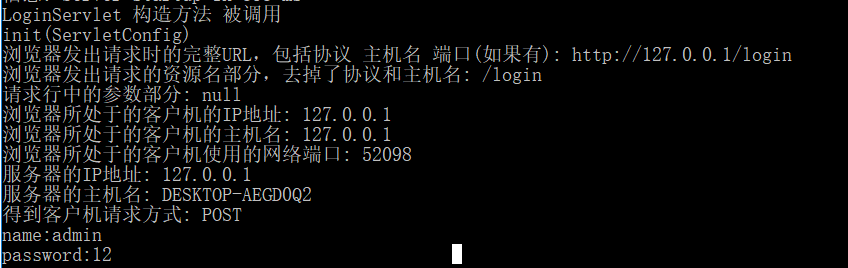 LoginServlet 构造方法 被调用
init(ServletConfig)
浏览器发出请求时的完整URL，包括协议 主机名 端口(如果有): http://127.0.0.1/login
浏览器发出请求的资源名部分，去掉了协议和主机名: /login
请求行中的参数部分: null
浏览器所处于的客户机的IP地址: 127.0.0.1
浏览器所处于的客户机的主机名: 127.0.0.1
浏览器所处于的客户机使用的网络端口: 52098
服务器的IP地址: 127.0.0.1
服务器的主机名: DESKTOP-AEGD0Q2
得到客户机请求方式: POST
name:admin
password:12